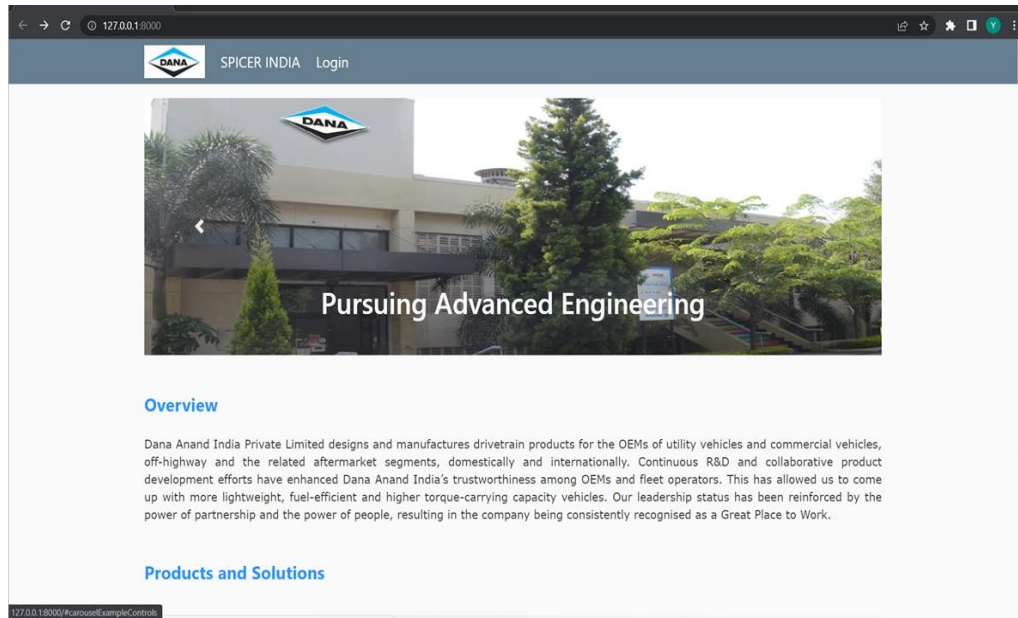 127.0.0.1:8000
Y
DANA
SPICER INDIA Login
DANA
Pursuing Advanced Engineering
Overview
Dana Anand India Private Limited designs and manufactures drivetrain products for the OEMs of utility vehicles and commercial vehicles,
off-highway and the related aftermarket segments, domestically and internationally. Continuous R&D and collaborative product
development efforts have enhanced Dana Anand India's trustworthiness among OEMs and fleet operators. This has allowed us to come
up with more lightweight, fuel-efficient and higher torque-carrying capacity vehicles. Our leadership status has been reinforced by the
power of partnership and the power of people, resulting in the company being consistently recognised as a Great Place to Work.
Products and Solutions
127.0.0.1:8000/#carouselExampleControls